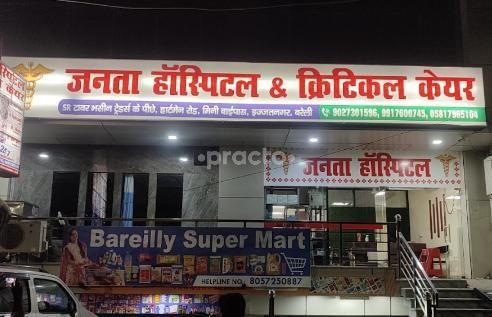 जनता हॉस्पिटल & क्रिटिकल केयर
SR टावर भसीन ट्रेडर्स के पीछे, हार्टमेन रोड, मिनी बाईपास, इज्जतनगर, बरेली
9027301596, 9917600745, 05817965104
practo
जनता हॉस्पिटल
Bareilly Super Mart
HELPLINE NO. 8057250887